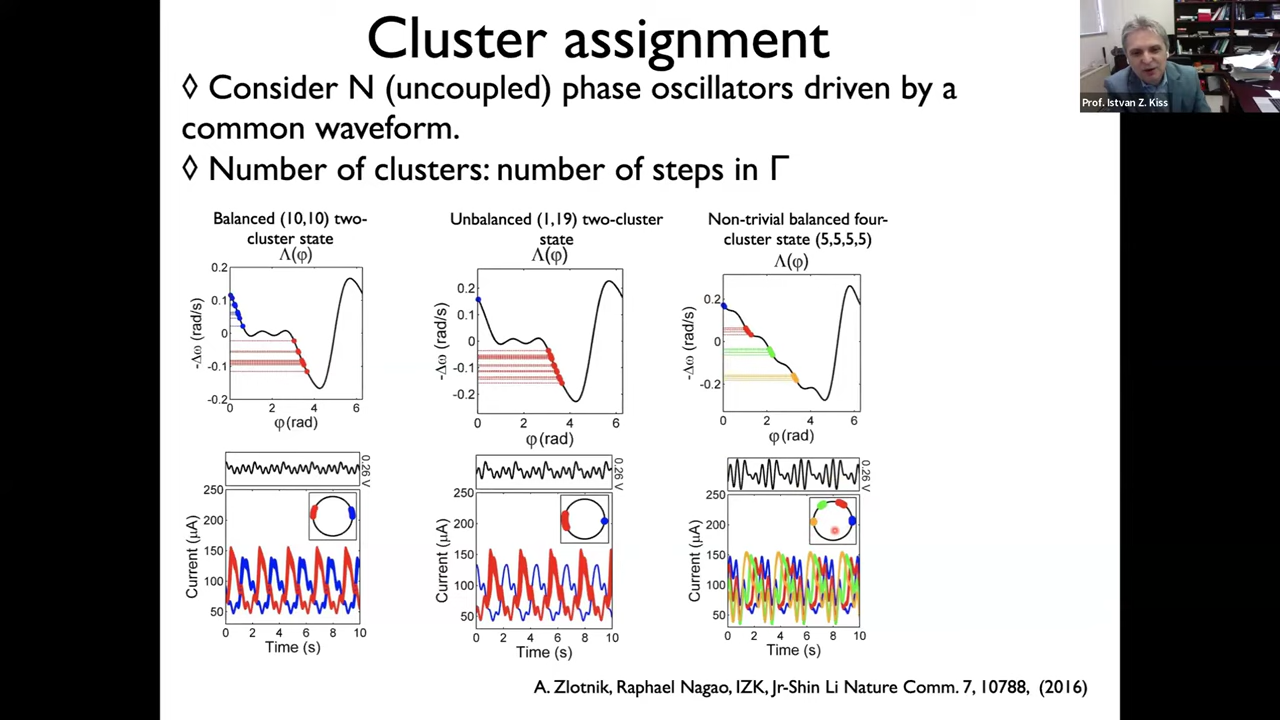 Cluster assignment
◊ Consider N (uncoupled) phase oscillators driven by a
common waveform.
◊ Number of clusters: number of steps in Γ
Prof. Istvan Z. Kiss
Balanced (10,10) two-
cluster state
Λ(φ)
0.2
0.1
0
-0.1
-0.2
-Δω (rad/s)
0 2 4 6
φ(rad)
0.26 V
250
200
150
100
50
Current (μA)
0 2 4 6 8 10
Time (s)
Unbalanced (1,19) two-cluster
state
Λ(φ)
0.2
0.1
0
-0.1
-0.2
-Δω (rad/s)
0 2 4 6
φ(rad)
0.26 V
250
200
150
100
50
Current (μA)
0 2 4 6 8 10
Time (s)
Non-trivial balanced four-
cluster state (5,5,5,5)
Λ(φ)
0.2
0
-0.2
-Δω (rad/s)
0 2 4 6
φ(rad)
0.26 V
250
200
150
100
50
Current (μA)
0 2 4 6 8 10
Time (s)
A. Zlotnik, Raphael Nagao, IZK, Jr-Shin Li Nature Comm. 7, 10788, (2016)